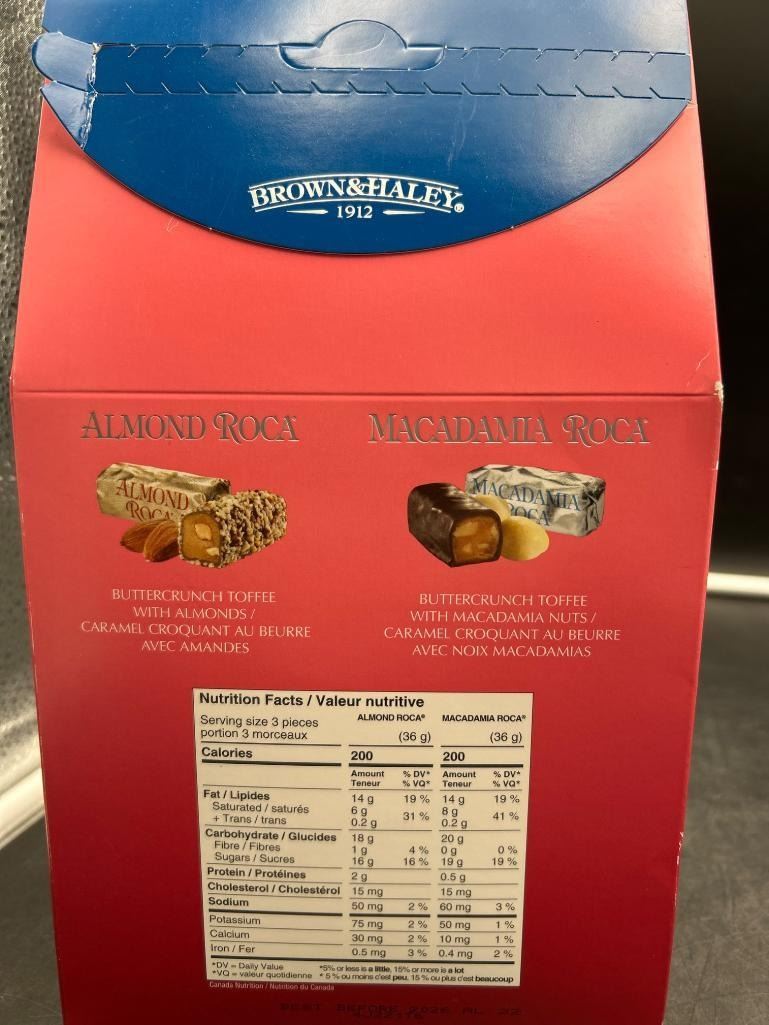 BROWN&HALEY®
1912
ALMOND ROCA
MACADAMIA ROCA
ALMOND
ROCA
MACADAMIA
ROCA
BUTTERCRUNCH TOFFEE
WITH ALMONDS /
CARAMEL CROQUANT AU BEURRE
AVEC AMANDES
BUTTERCRUNCH TOFFEE
WITH MACADAMIA NUTS /
CARAMEL CROQUANT AU BEURRE
AVEC NOIX MACADAMIAS
Nutrition Facts / Valeur nutritive
Serving size 3 pieces ALMOND ROCA® MACADAMIA ROCA®
portion 3 morceaux (36 g) (36 g)
Calories 200 200
Amount % DV* Amount % DV*
Teneur % VQ* Teneur % VQ*
Fat / Lipides 14 g 19 % 14 g 19 %
Saturated / saturés 6 g 31 % 8 g 41 %
+ Trans / trans 0.2 g 0.2 g
Carbohydrate / Glucides 18 g 20 g
Fibre / Fibres 1 g 4 % 0 g 0 %
Sugars / Sucres 16 g 16 % 19 g 19 %
Protein / Protéines 2 g 0.5 g
Cholesterol / Cholestérol 15 mg 15 mg
Sodium 50 mg 2 % 60 mg 3 %
Potassium 75 mg 2 % 50 mg 1 %
Calcium 30 mg 2 % 10 mg 1 %
Iron / Fer 0.5 mg 3 % 0.4 mg 2 %
*DV = Daily Value *5% or less is a little, 15% or more is a lot
*VQ = valeur quotidienne *5 % ou moins c'est peu, 15 % ou plus c'est beaucoup
Canada Nutrition / Nutrition du Canada
BEST BEFORE 2026 AL 22